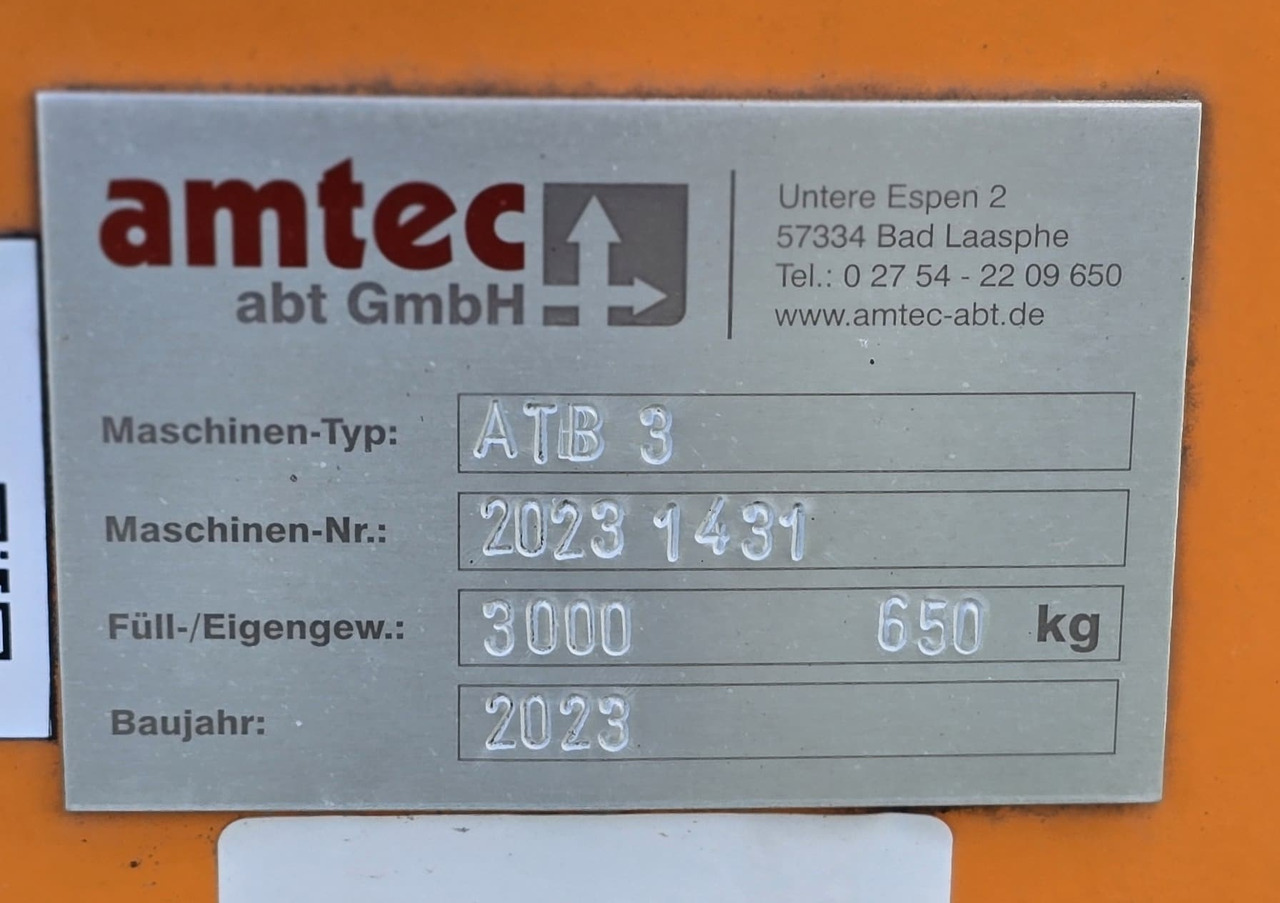 amtec
abt GmbH
Untere Espen 2
57334 Bad Laasphe
Tel.: 0 27 54 - 22 09 650
www.amtec-abt.de
Maschinen-Typ: ATB 3
Maschinen-Nr.: 2023 1431
Füll-/Eigengew.: 3000 650 kg
Baujahr: 2023